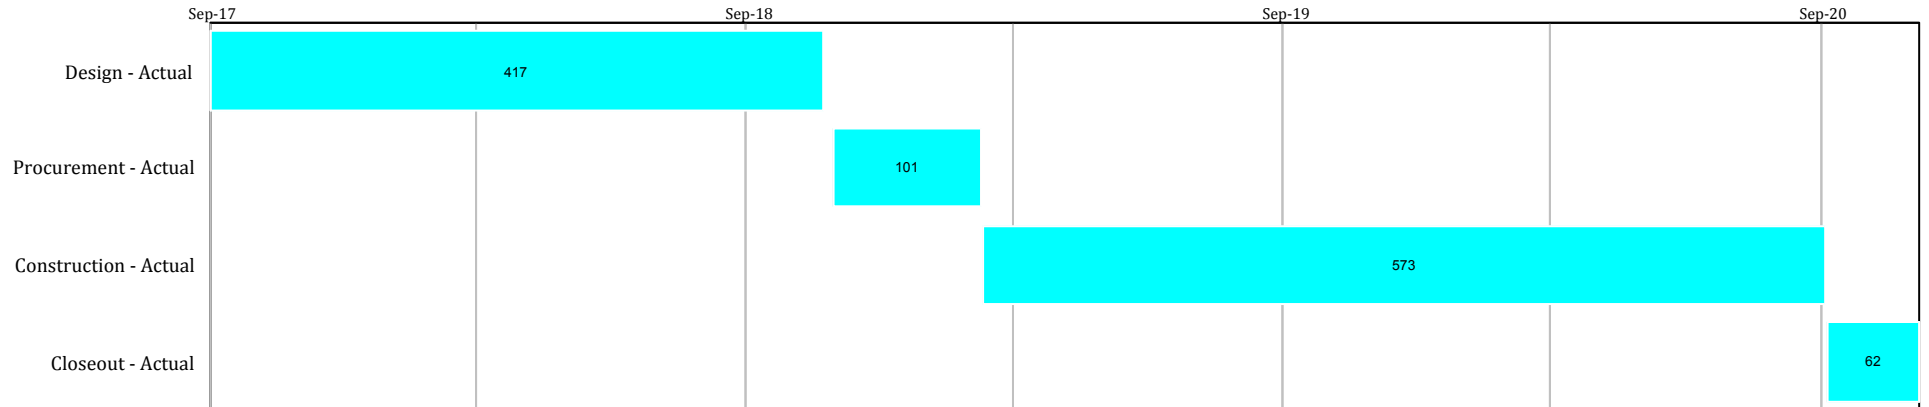 Sep-17 Sep-18 Sep-19 Sep-20
Design - Actual 417
Procurement - Actual 101
Construction - Actual 573
Closeout - Actual 62